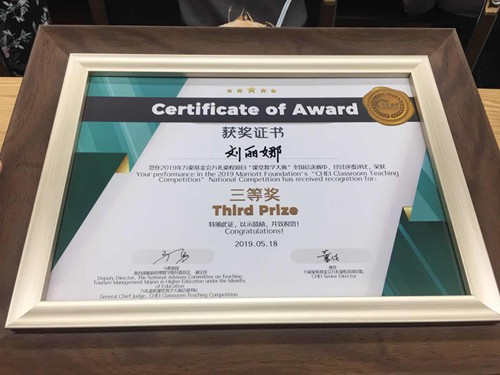 Certificate of Award
获奖证书
刘丽娜
您在2019年万豪基金会万礼豪程项目“课堂教学大赛”全国总决赛中，经过评委评比，荣获
Your performance in the 2019 Marriott Foundation's "CHEI Classroom Teaching
Competition" National Competition has received recognition for:
三等奖
Third Prize
特颁此证，以示鼓励，并致祝贺！
Congratulations!
2019.05.18
Deputy Director, The National Advisory Committee on Teaching
Tourism Management Majors in Higher Education under the Ministry
of Education
General Chief Judge, CHEI Classroom Teaching Competition
CHEI Senior Director